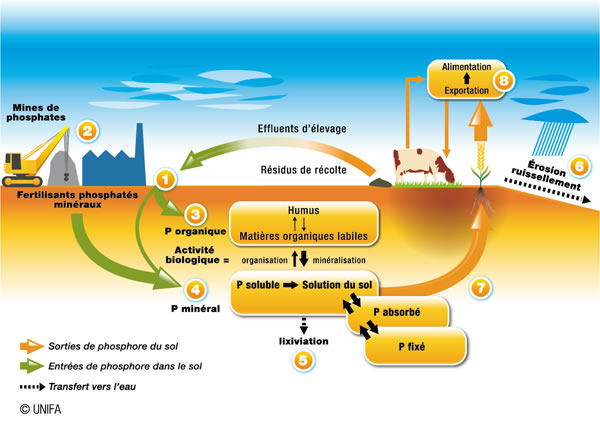 Alimentation
8
Exportation
Mines de
phosphates
2
Effluents d'élevage
6
Érosion
ruissellement
1
Résidus de récolte
Fertilisants phosphatés
minéraux
3
P organique
Humus
Matières organiques labiles
Activité
biologique =
organisation
minéralisation
4
P minéral
P soluble
Solution du sol
7
P absorbé
P fixé
lixiviation
5
Sorties de phosphore du sol
Entrées de phosphore dans le sol
Transfert vers l'eau
© UNIFA